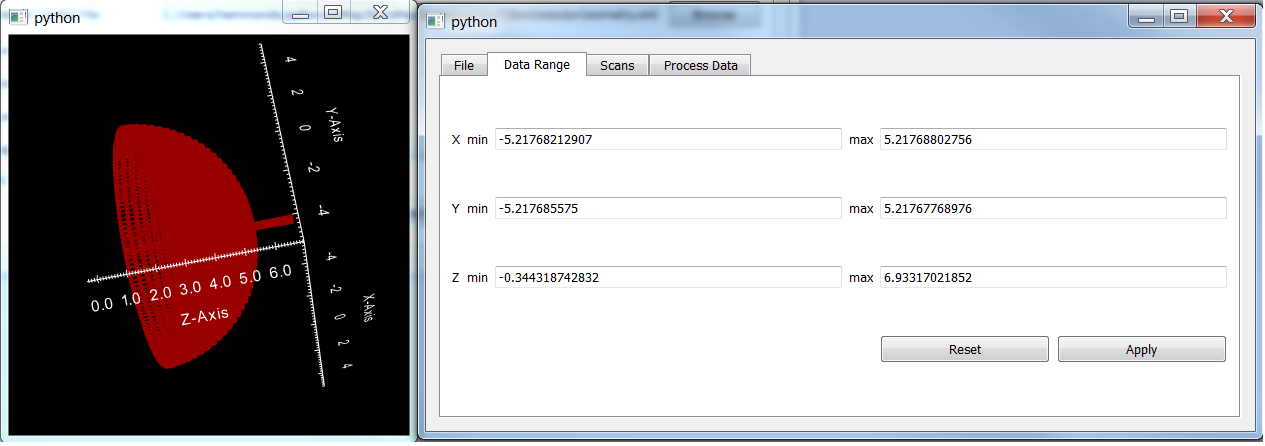 python
4
2
0
-2
-4
Y-Axis
0.0 1.0 2.0 3.0 4.0 5.0 6.0
Z-Axis
-4
-2
0
2
4
X-Axis
python
File Data Range Scans Process Data
X min -5.21768212907 max 5.21768802756
Y min -5.217685575 max 5.21767768976
Z min -0.344318742832 max 6.93317021852
Reset Apply